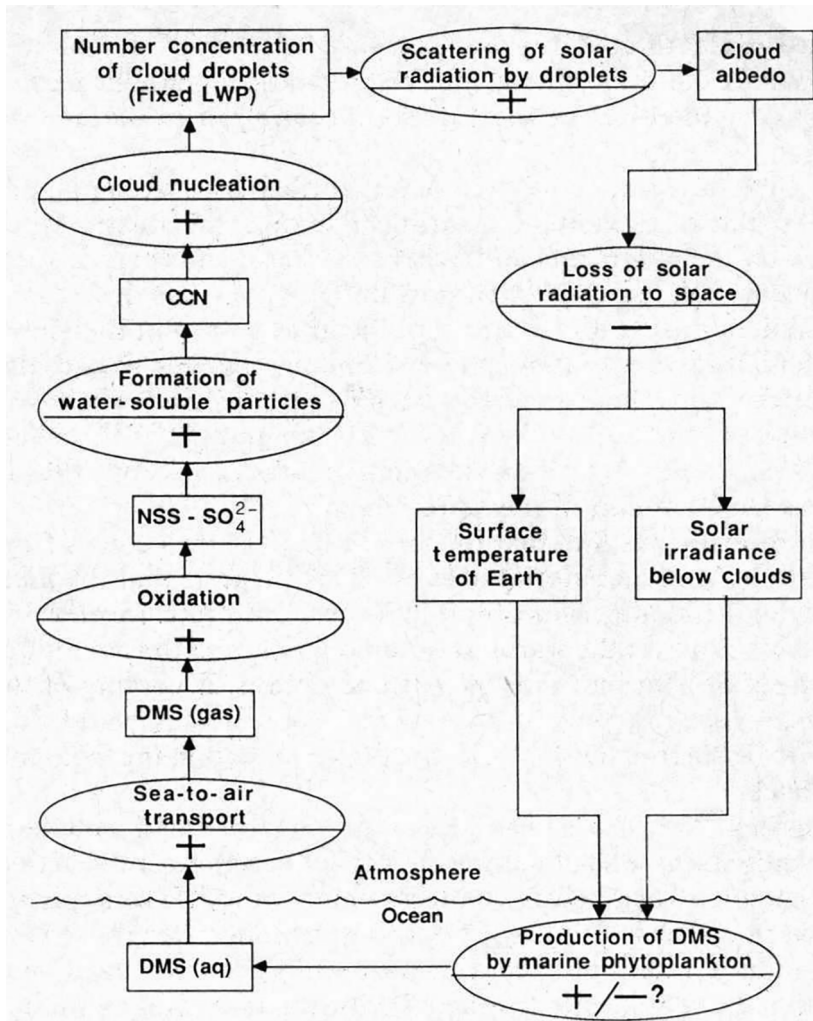 Number concentration
of cloud droplets
(Fixed LWP)
Scattering of solar
radiation by droplets
+
Cloud
albedo
Cloud nucleation
+
CCN
Formation of
water-soluble particles
+
NSS - SO₄²⁻
Oxidation
+
DMS (gas)
Sea-to-air
transport
+
Loss of solar
radiation to space
—
Surface
temperature
of Earth
Solar
irradiance
below clouds
Atmosphere
Ocean
DMS (aq)
Production of DMS
by marine phytoplankton
+/—?